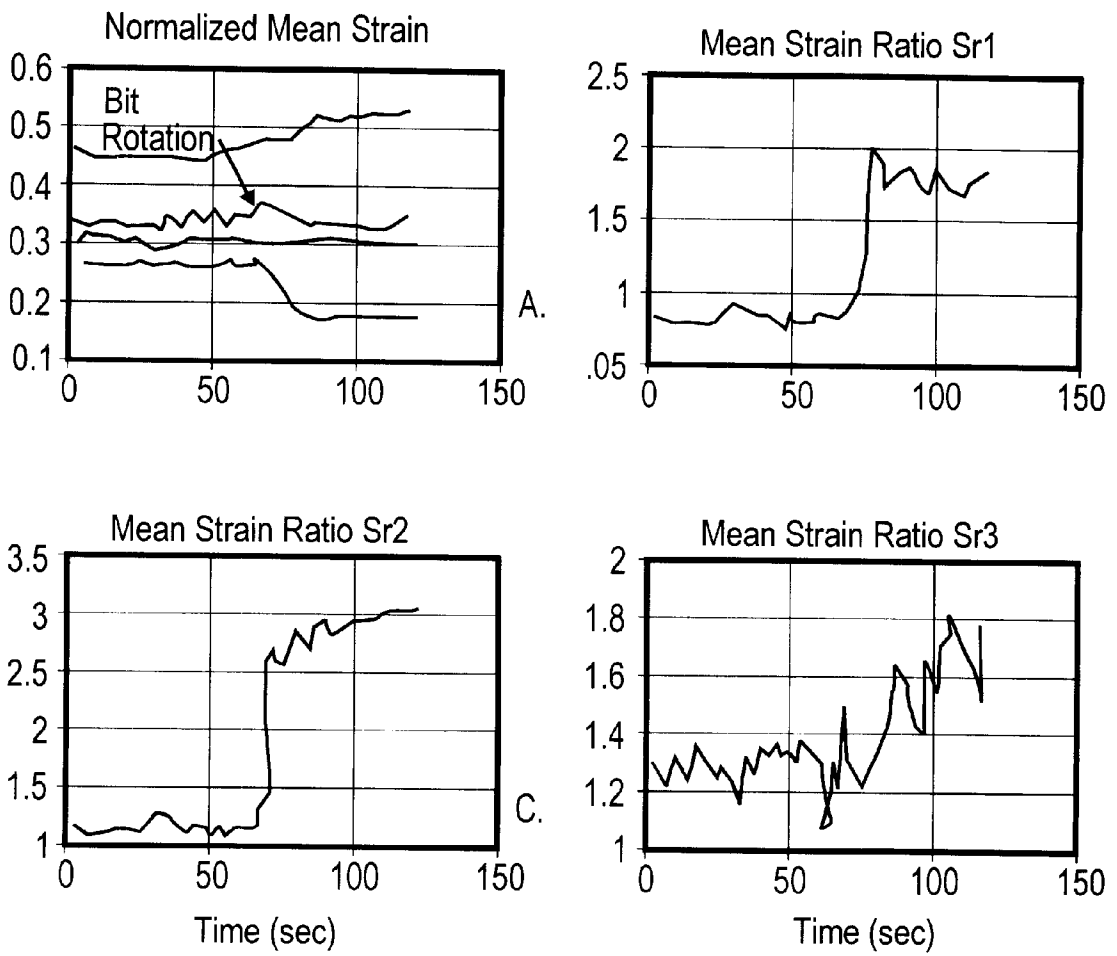 Normalized Mean Strain
0.6
0.5
0.4
0.3
0.2
0.1
Bit
Rotation
0 50 100 150
A.
Mean Strain Ratio Sr1
2.5
2
1.5
1
.05
0 50 100 150
Mean Strain Ratio Sr2
3.5
3
2.5
2
1.5
1
0 50 100 150
Time (sec)
C.
Mean Strain Ratio Sr3
2
1.8
1.6
1.4
1.2
1
0 50 100 150
Time (sec)